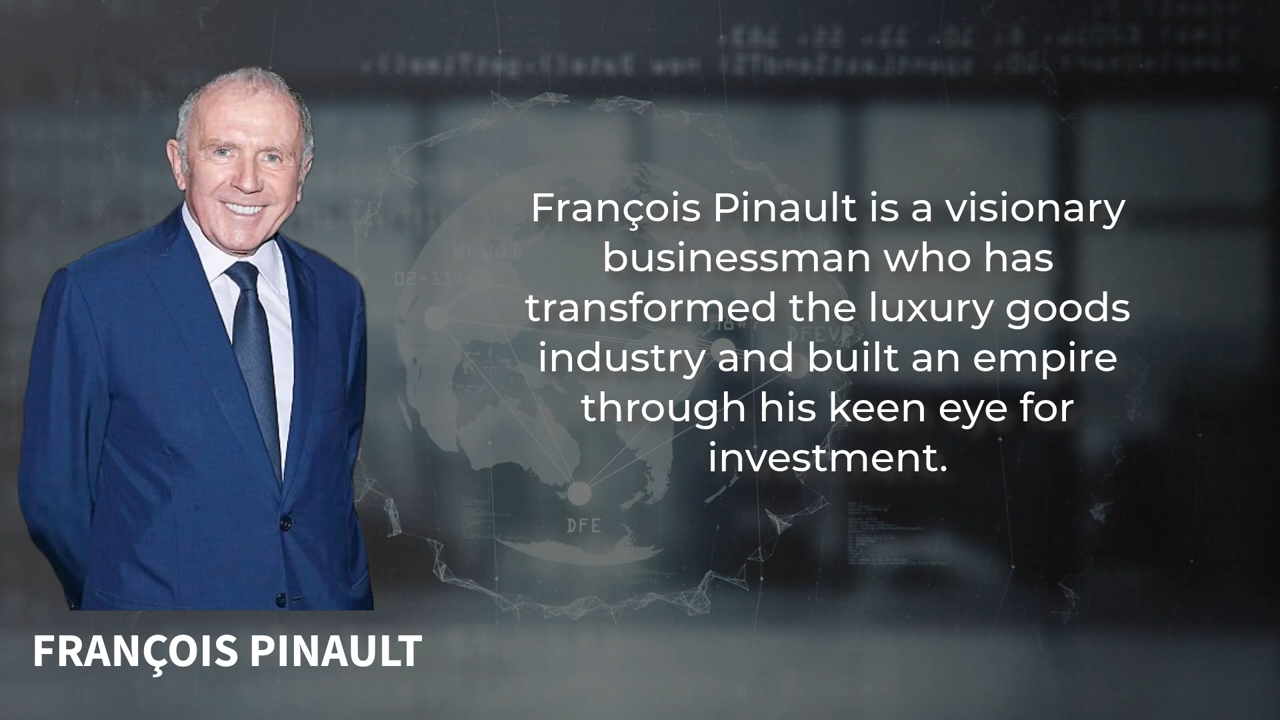 François Pinault is a visionary
businessman who has
transformed the luxury goods
industry and built an empire
through his keen eye for
investment.
DFE
FRANÇOIS PINAULT